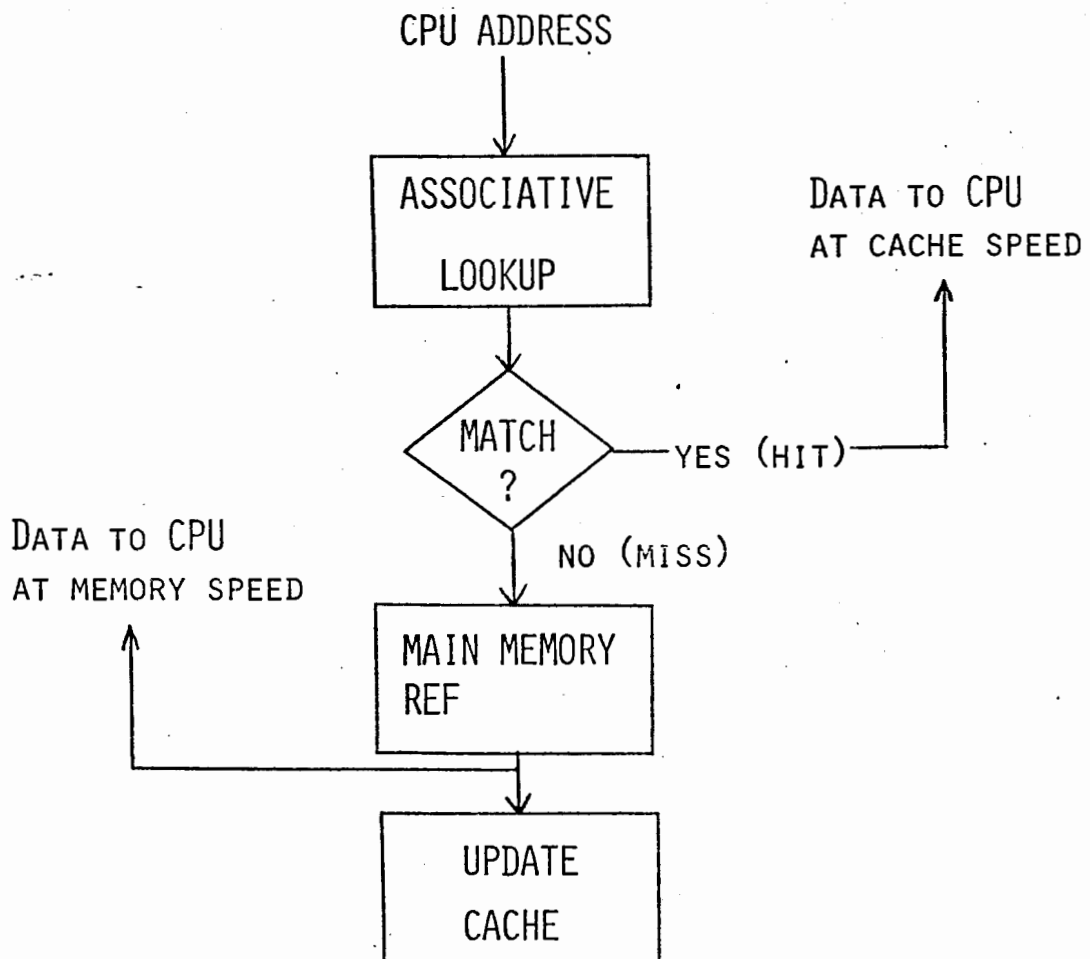 CPU ADDRESS
ASSOCIATIVE
LOOKUP
DATA TO CPU
AT CACHE SPEED
MATCH
?
YES (HIT)
NO (MISS)
DATA TO CPU
AT MEMORY SPEED
MAIN MEMORY
REF
UPDATE
CACHE